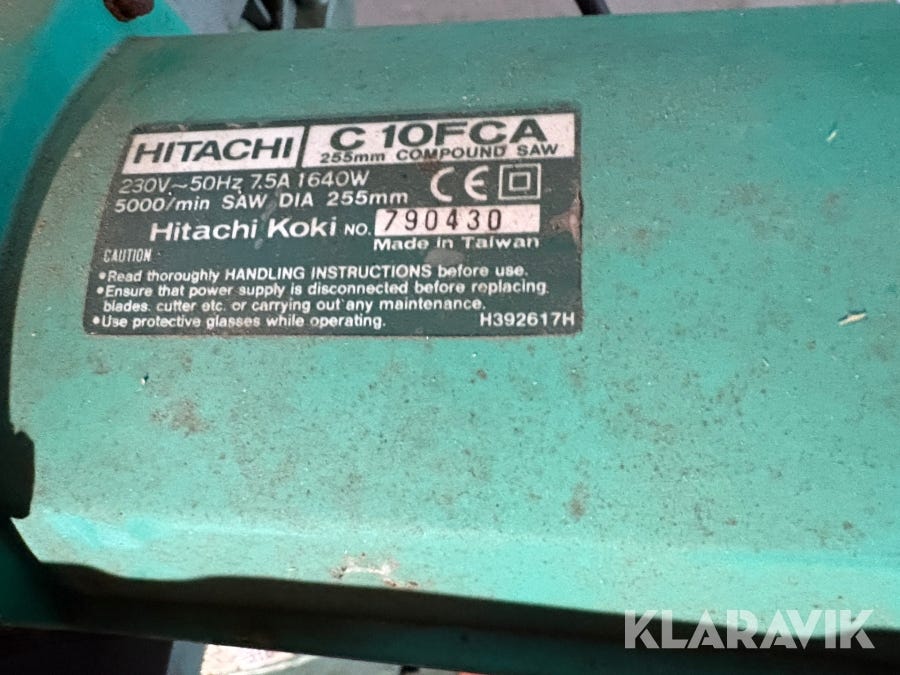 HITACHI C 10FCA
255mm COMPOUND SAW
230V~50Hz 7.5A 1640W
5000/min SAW DIA 255mm
CE
Hitachi Koki NO. 790430
Made in Taiwan
CAUTION
•Read thoroughly HANDLING INSTRUCTIONS before use.
•Ensure that power supply is disconnected before replacing
blades, cutter etc. or carrying out any maintenance.
•Use protective glasses while operating. H392617H
KLARAVIK